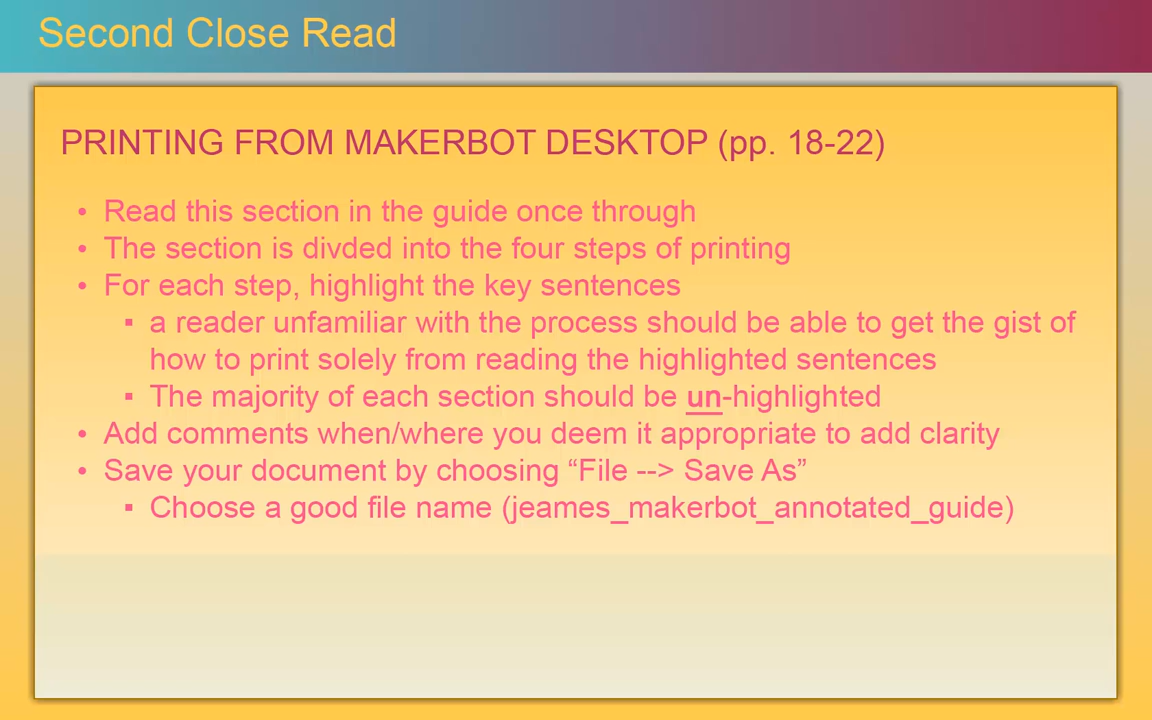 Second Close Read
PRINTING FROM MAKERBOT DESKTOP (pp. 18-22)
• Read this section in the guide once through
• The section is divded into the four steps of printing
• For each step, highlight the key sentences
▪ a reader unfamiliar with the process should be able to get the gist of
how to print solely from reading the highlighted sentences
▪ The majority of each section should be un-highlighted
• Add comments when/where you deem it appropriate to add clarity
• Save your document by choosing “File --> Save As”
▪ Choose a good file name (jeames_makerbot_annotated_guide)